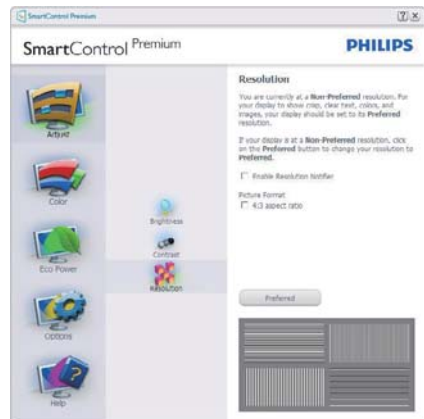 SmartControl Premium
SmartControl Premium
PHILIPS
Adjust
Color
Eco Power
Options
Help
Brightness
Contrast
Resolution
Resolution
You are currently at a Non-Preferred resolution. For
your display to show crisp, clear text, colors, and
images, your display should be set to its Preferred
resolution.
If your display is at a Non-Preferred resolution, click
on the Preferred button to change your resolution to
Preferred.
Enable Resolution Notifier
Picture Format
4:3 aspect ratio
Preferred